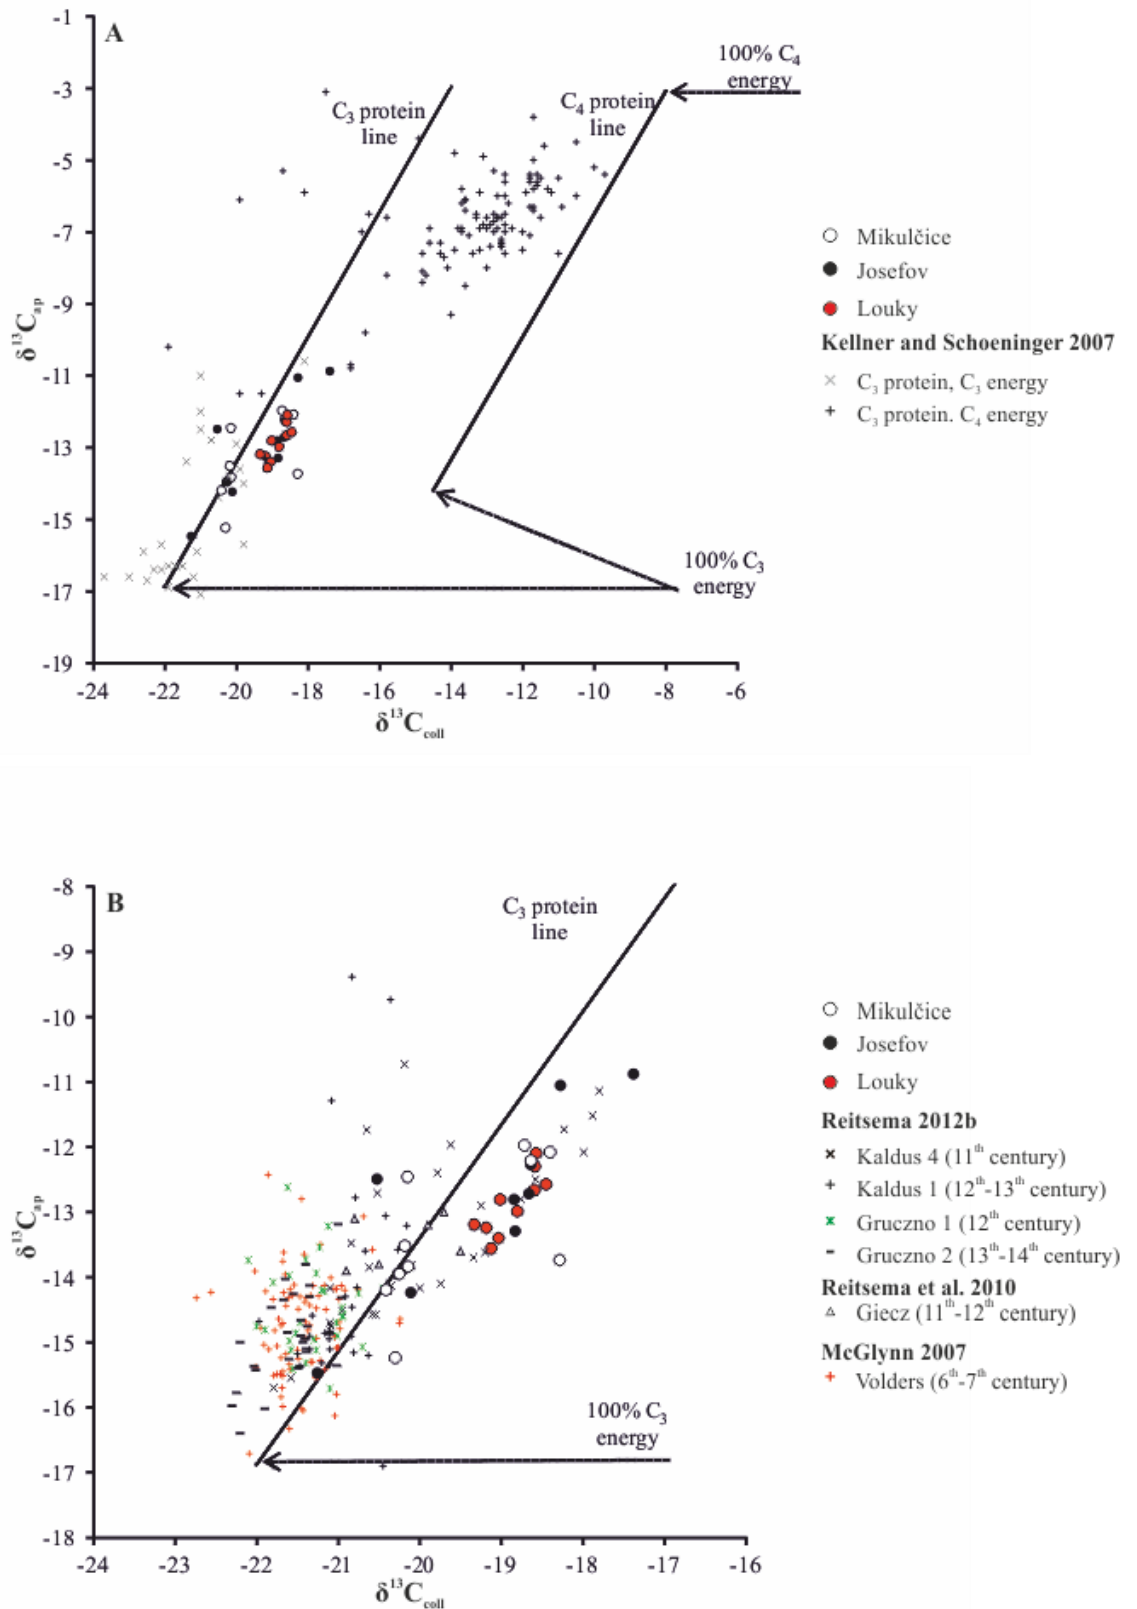 -1
A
100% C₄
energy
-3
C₃ protein
line
C₄ protein
line
-5
-7
-9
-11
-13
-15
-17
-19
δ¹³Cₐₚ
100% C₃
energy
-24 -22 -20 -18 -16 -14 -12 -10 -8 -6
δ¹³C coll
Mikulčice
Josefov
Louky
Kellner and Schoeninger 2007
C₃ protein, C₃ energy
C₃ protein. C₄ energy
-8
B
C₃ protein
line
-9
-10
-11
-12
-13
-14
-15
-16
-17
-18
δ¹³Cₐₚ
100% C₃
energy
-24 -23 -22 -21 -20 -19 -18 -17 -16
δ¹³C coll
Mikulčice
Josefov
Louky
Reitsema 2012b
Kaldus 4 (11th century)
Kaldus 1 (12th-13th century)
Gruczno 1 (12th century)
Gruczno 2 (13th-14th century)
Reitsema et al. 2010
Giecz (11th-12th century)
McGlynn 2007
Volders (6th-7th century)